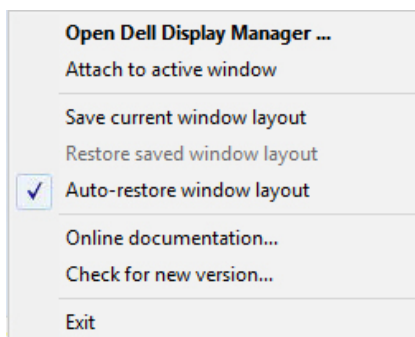 Open Dell Display Manager ...
Attach to active window
Save current window layout
Restore saved window layout
Auto-restore window layout
Online documentation...
Check for new version...
Exit